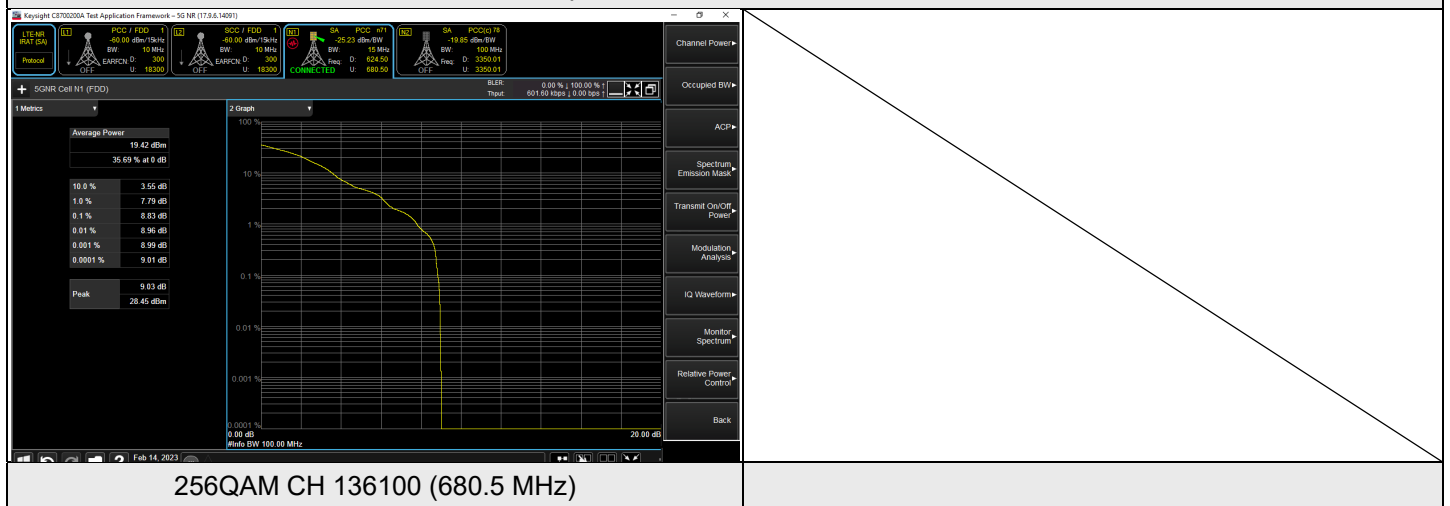 Keysight C8700200A Test Application Framework – 5G NR (17.9.6.14091)
LTE-NR
IRAT (SA)
Protocol
L1 PCC / FDD 1
-60.00 dBm/15kHz
BW: 10 MHz
EARFCN: D: 300
OFF U: 18300
L2 SCC / FDD 1
-60.00 dBm/15kHz
BW: 10 MHz
EARFCN: D: 300
OFF U: 18300
N1 SA PCC n71
-25.23 dBm/BW
BW: 15 MHz
Freq: D: 624.50
CONNECTED U: 680.50
N2 SA PCC(c) 78
-19.85 dBm/BW
BW: 100 MHz
Freq: D: 3350.01
OFF U: 3350.01
5GNR Cell N1 (FDD)
BLER: 0.00 % ↓ 100.00 % ↑
Thput: 601.60 kbps ↓ 0.00 bps ↑
1 Metrics
Average Power
19.42 dBm
35.69 % at 0 dB
10.0 % 3.55 dB
1.0 % 7.79 dB
0.1 % 8.83 dB
0.01 % 8.96 dB
0.001 % 8.99 dB
0.0001 % 9.01 dB
Peak 9.03 dB
28.45 dBm
2 Graph
100 %
10 %
1 %
0.1 %
0.01 %
0.001 %
0.0001 %
0.00 dB 20.00 dB
#Info BW 100.00 MHz
Channel Power
Occupied BW
ACP
Spectrum
Emission Mask
Transmit On/Off
Power
Modulation
Analysis
IQ Waveform
Monitor
Spectrum
Relative Power
Control
Back
Feb 14, 2023
256QAM CH 136100 (680.5 MHz)